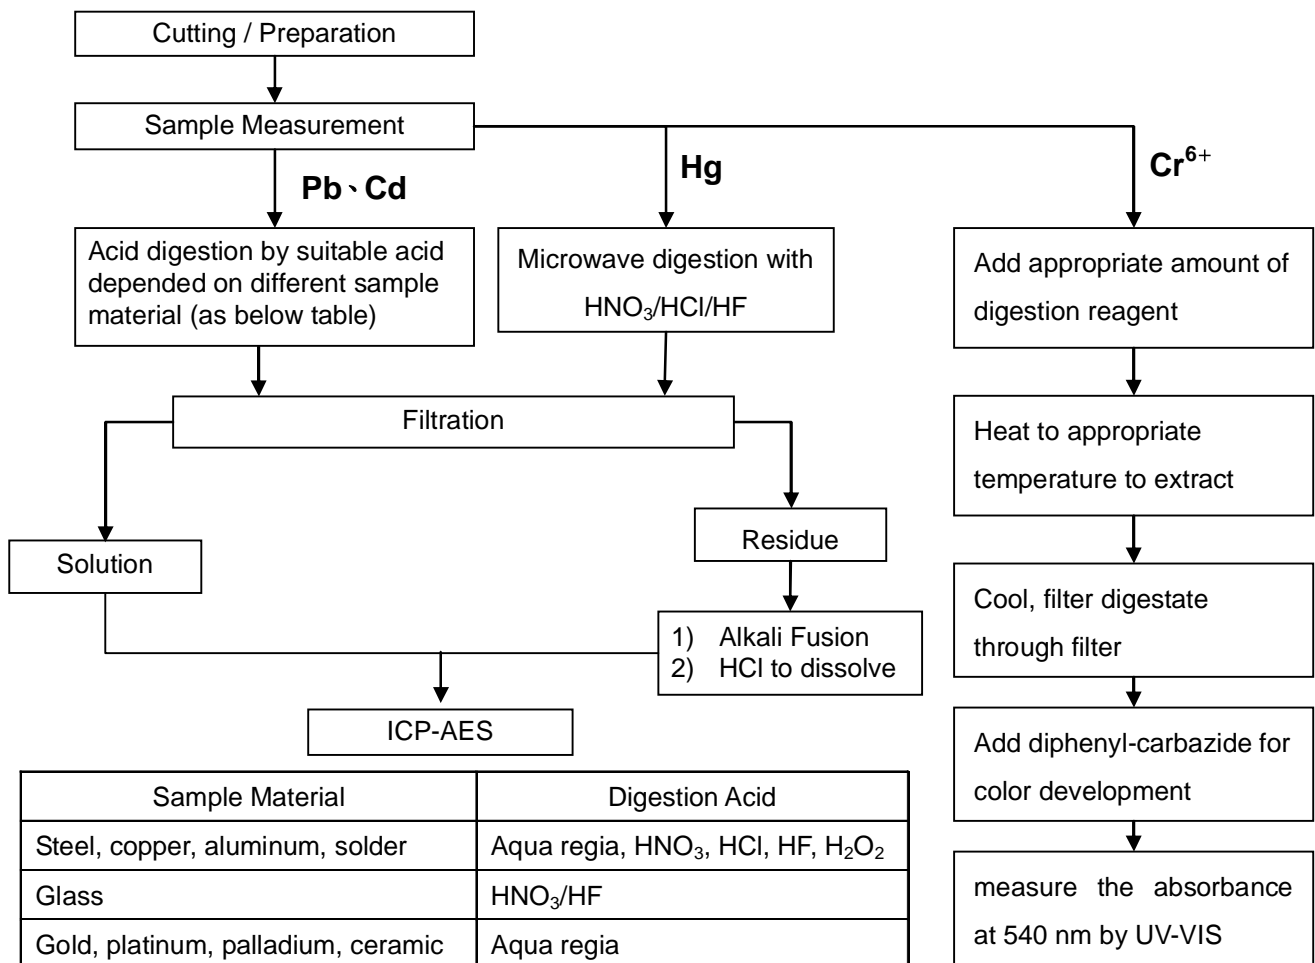 Cutting / Preparation
Sample Measurement
Pb、Cd
Hg
Cr⁶⁺
Acid digestion by suitable acid
depended on different sample
material (as below table)
Microwave digestion with
HNO₃/HCl/HF
Add appropriate amount of
digestion reagent
Filtration
Heat to appropriate
temperature to extract
Solution
Residue
1) Alkali Fusion
2) HCl to dissolve
Cool, filter digestate
through filter
ICP-AES
Add diphenyl-carbazide for
color development
measure the absorbance
at 540 nm by UV-VIS
Sample Material Digestion Acid
Steel, copper, aluminum, solder Aqua regia, HNO₃, HCl, HF, H₂O₂
Glass HNO₃/HF
Gold, platinum, palladium, ceramic Aqua regia